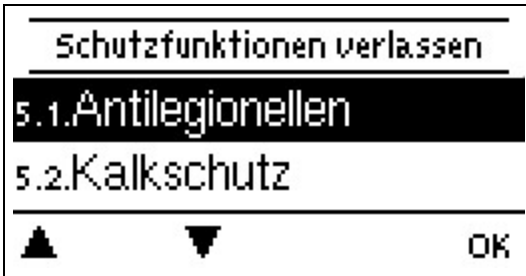 Schutzfunktionen verlassen
5.1.Antilegionellen
5.2.Kalkschutz
▲ ▼ OK